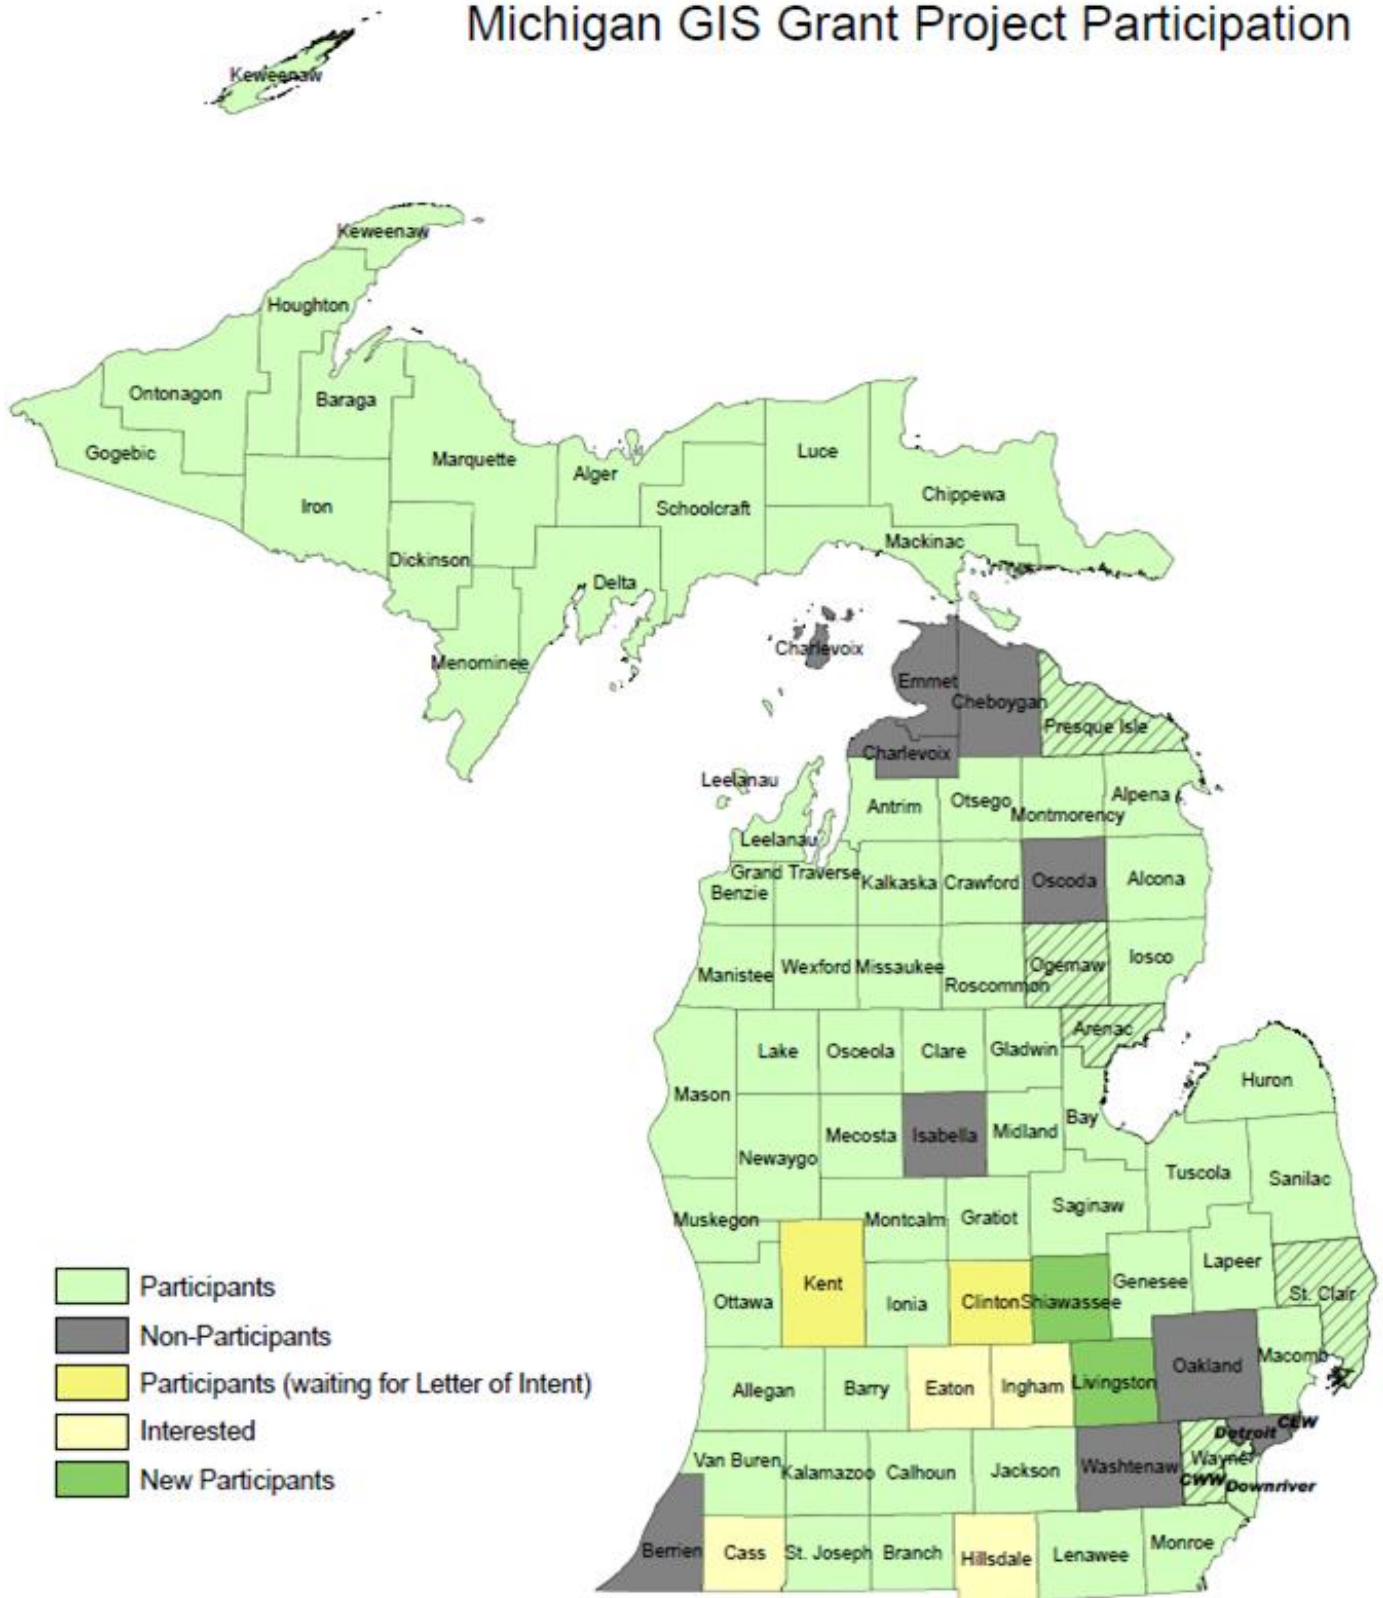 Michigan GIS Grant Project Participation
Keweenaw
Keweenaw
Houghton
Ontonagon
Baraga
Gogebic
Marquette
Alger
Luce
Iron
Schoolcraft
Chippewa
Mackinac
Dickinson
Delta
Menominee
Charlevoix
Emmet
Cheboygan
Presque Isle
Charlevoix
Leelanau
Antrim
Otsego
Montmorency
Alpena
Leelanau
Grand Traverse
Benzie
Kalkaska
Crawford
Oscoda
Alcona
Manistee
Wexford
Missaukee
Roscommon
Ogemaw
Iosco
Arenac
Lake
Osceola
Clare
Gladwin
Huron
Mason
Bay
Mecosta
Isabella
Midland
Newaygo
Tuscola
Sanilac
Muskegon
Montcalm
Gratiot
Saginaw
Kent
Lapeer
Genesee
St. Clair
Ottawa
Ionia
Clinton
Shiawassee
Macomb
Oakland
Allegan
Barry
Eaton
Ingham
Livingston
CEW
Detroit
Van Buren
Kalamazoo
Calhoun
Jackson
Washtenaw
Wayne
CWW
Downriver
Berrien
Cass
St. Joseph
Branch
Hillsdale
Lenawee
Monroe
Participants
Non-Participants
Participants (waiting for Letter of Intent)
Interested
New Participants